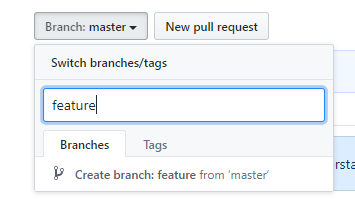 Branch: master New pull request
Switch branches/tags
feature
Branches Tags
Create branch: feature from ‘master’